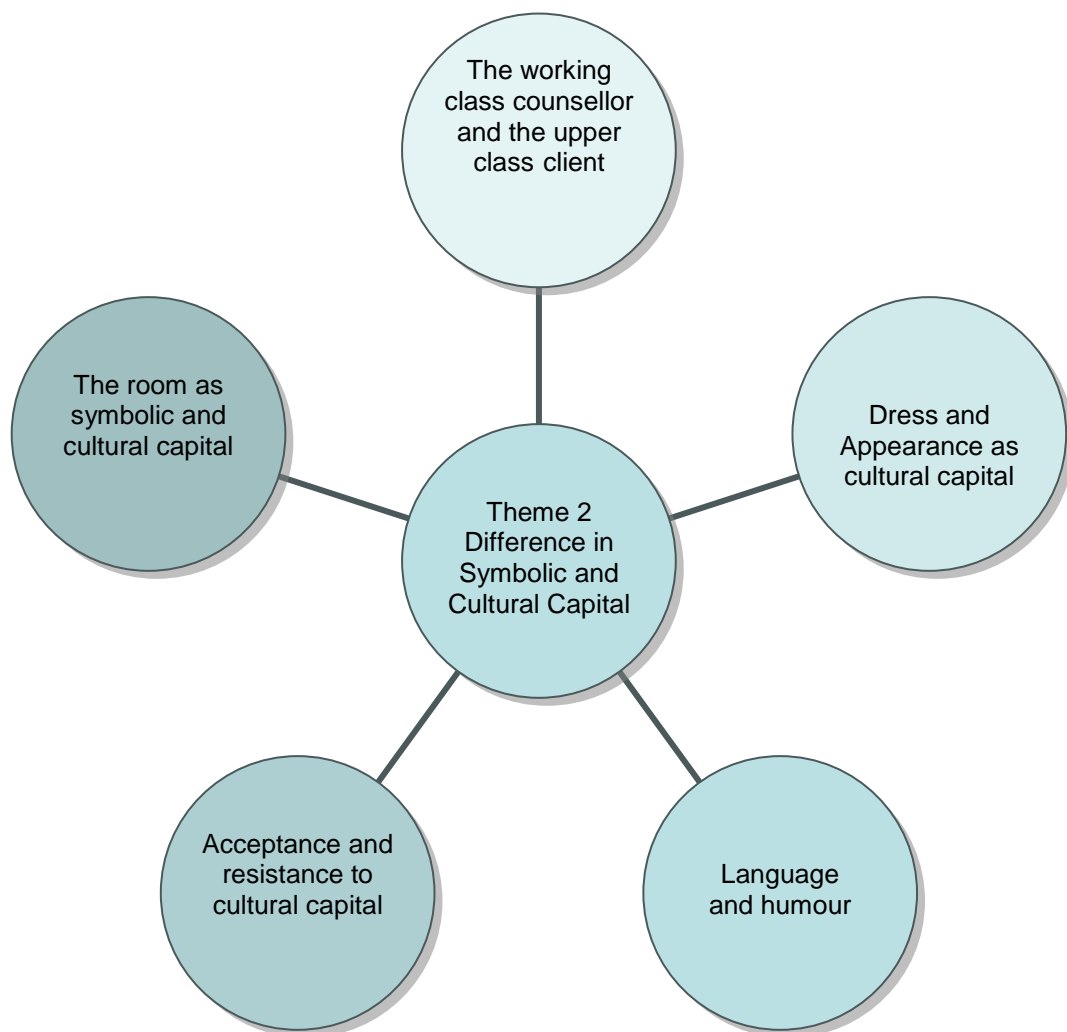 The working
class counsellor
and the upper
class client
The room as
symbolic and
cultural capital
Dress and
Appearance as
cultural capital
Theme 2
Difference in
Symbolic and
Cultural Capital
Acceptance and
resistance to
cultural capital
Language
and humour